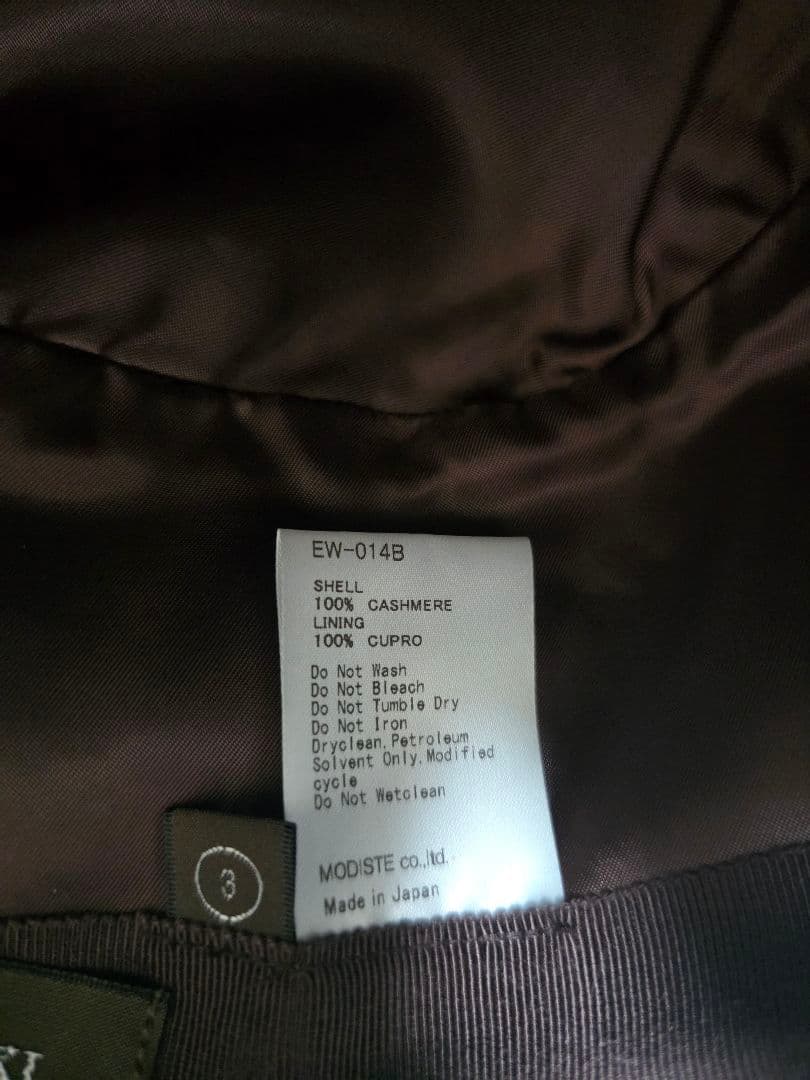 EW-014B
SHELL
100% CASHMERE
LINING
100% CUPRO
Do Not Wash
Do Not Bleach
Do Not Tumble Dry
Do Not Iron
Dryclean.Petroleum
Solvent Only.Modified
cycle
Do Not Wetclean
MODISTE co.,ltd.
Made in Japan
3